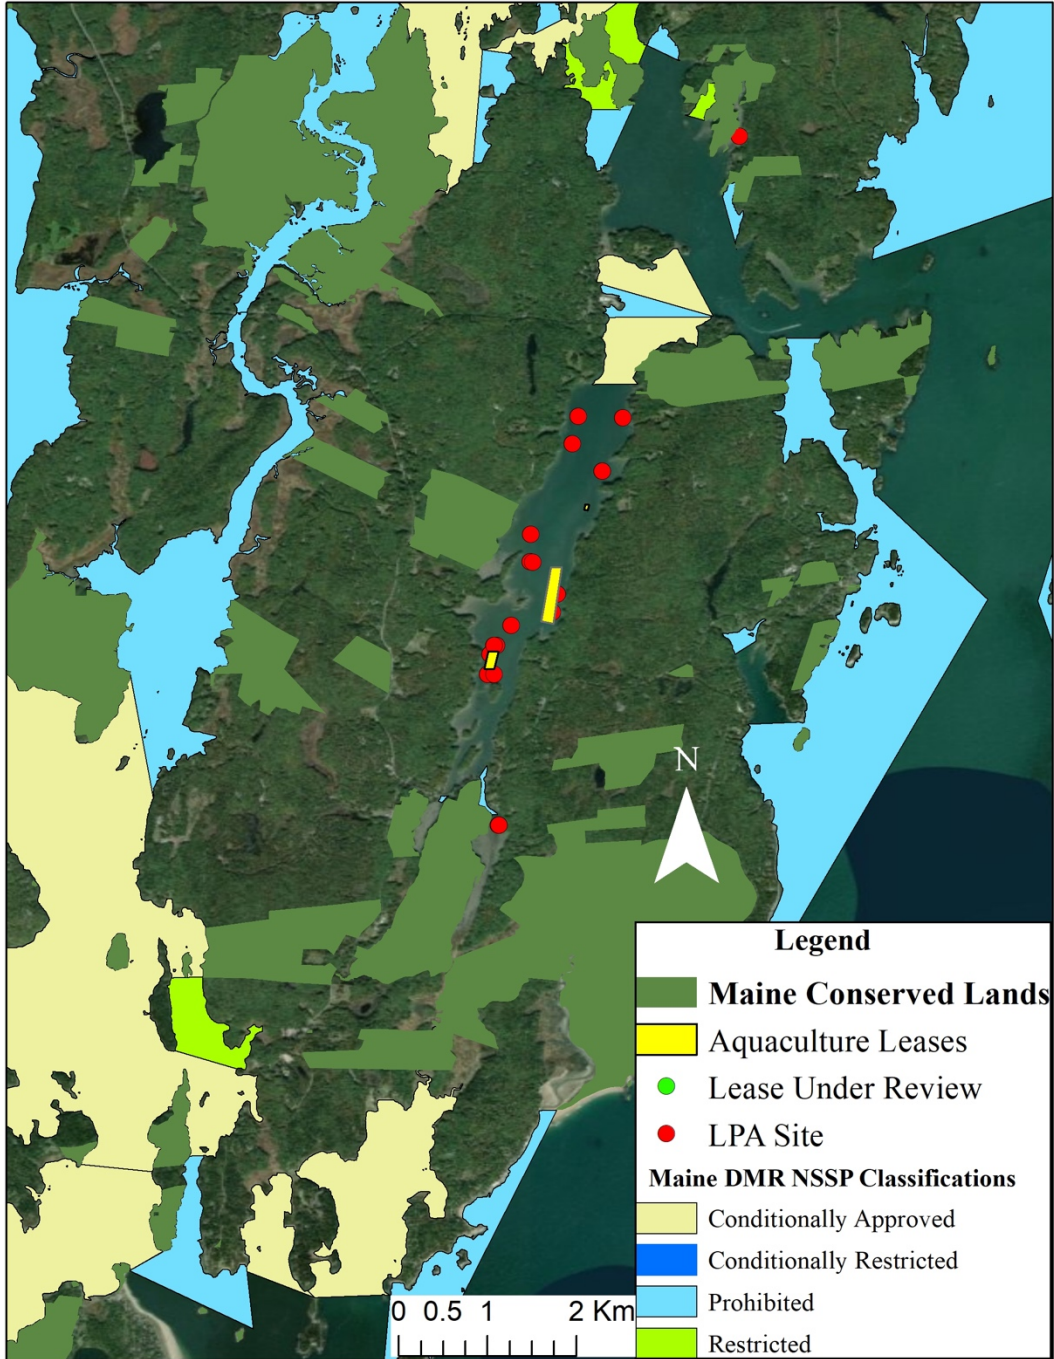 N
Legend
Maine Conserved Lands
Aquaculture Leases
Lease Under Review
LPA Site
Maine DMR NSSP Classifications
Conditionally Approved
Conditionally Restricted
Prohibited
Restricted
0 0.5 1 2 Km